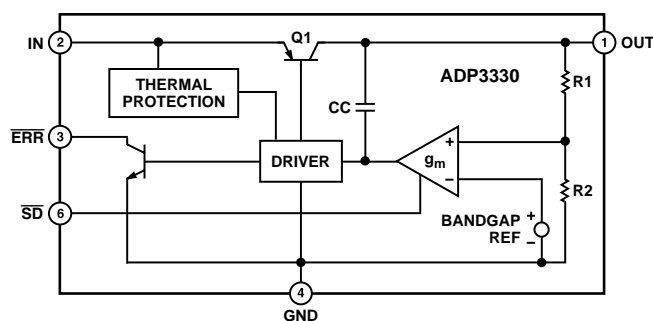 IN
2
Q1
1
OUT
THERMAL
PROTECTION
ADP3330
R1
CC
ERR
3
DRIVER
+
gm
−
R2
SD
6
BANDGAP
REF
+
−
4
GND